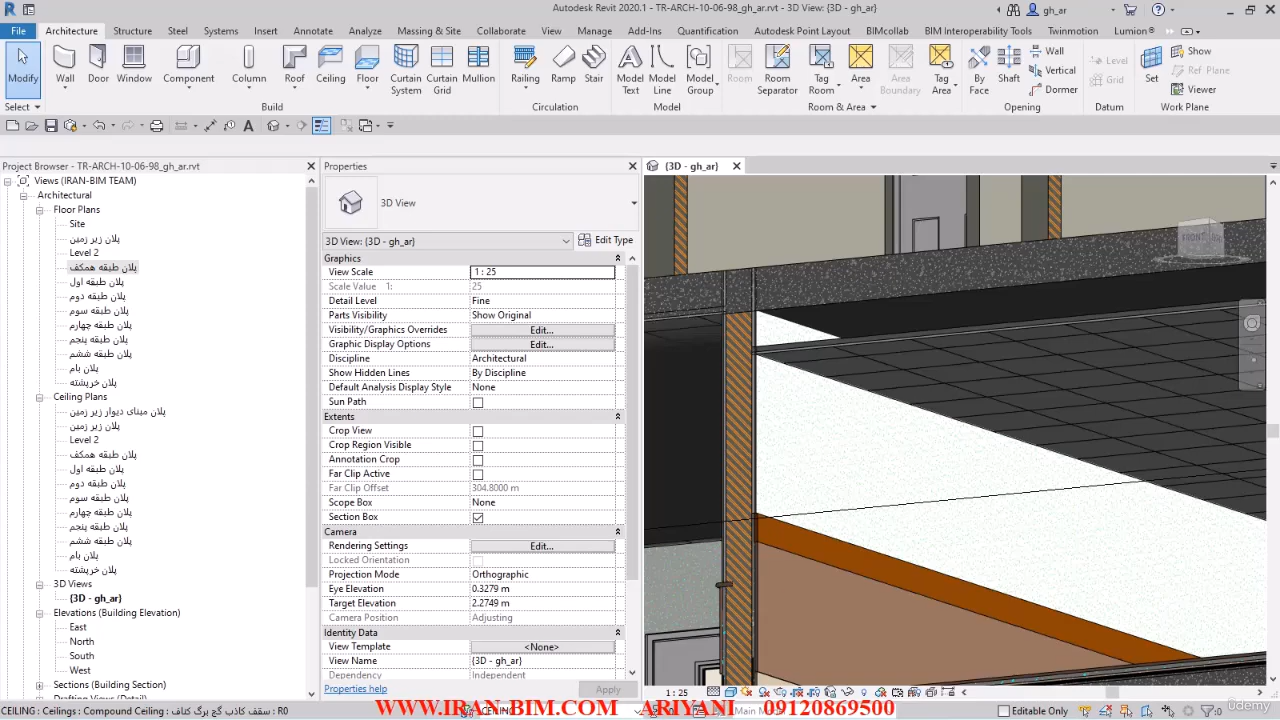 Autodesk Revit 2020.1 - TR-ARCH-10-06-98_gh_ar.rvt - 3D View: {3D - gh_ar}
gh_ar
File Architecture Structure Steel Systems Insert Annotate Analyze Massing & Site Collaborate View Manage Add-Ins Quantification Autodesk Point Layout BIMcollab BIM Interoperability Tools Twinmotion Lumion®
Modify Wall Door Window Component Column Roof Ceiling Floor Curtain System Curtain Grid Mullion Railing Ramp Stair Model Text Model Line Model Group Room Room Separator Tag Room Area Area Boundary Tag Area By Face Shaft Wall Vertical Dormer Level Grid Set Show Ref Plane Viewer
Select Build Circulation Model Room & Area Opening Datum Work Plane
Project Browser - TR-ARCH-10-06-98_gh_ar.rvt
Views (IRAN-BIM TEAM)
Architectural
Floor Plans
Site
پلان زیر زمین
Level 2
پلان طبقه همکف
پلان طبقه اول
پلان طبقه دوم
پلان طبقه سوم
پلان طبقه چهارم
پلان طبقه پنجم
پلان طبقه ششم
پلان بام
پلان خرپشته
Ceiling Plans
پلان مبنای دیوار زیر زمین
پلان زیر زمین
Level 2
پلان طبقه همکف
پلان طبقه اول
پلان طبقه دوم
پلان طبقه سوم
پلان طبقه چهارم
پلان طبقه پنجم
پلان طبقه ششم
پلان بام
پلان خرپشته
3D Views
{3D - gh_ar}
Elevations (Building Elevation)
East
North
South
West
Sections (Building Section)
Drafting Views (Detail)
Properties
3D View
3D View: {3D - gh_ar} Edit Type
Graphics
View Scale 1 : 25
Scale Value 1: 25
Detail Level Fine
Parts Visibility Show Original
Visibility/Graphics Overrides Edit...
Graphic Display Options Edit...
Discipline Architectural
Show Hidden Lines By Discipline
Default Analysis Display Style None
Sun Path
Extents
Crop View
Crop Region Visible
Annotation Crop
Far Clip Active
Far Clip Offset 304.8000 m
Scope Box None
Section Box
Camera
Rendering Settings Edit...
Locked Orientation
Projection Mode Orthographic
Eye Elevation 0.3279 m
Target Elevation 2.2749 m
Camera Position Adjusting
Identity Data
View Template <None>
View Name {3D - gh_ar}
Dependency Independent
Properties help Apply
{3D - gh_ar}
FRONT
1 : 25
CEILING : Ceilings : Compound Ceiling : سقف کاذب گچ برگ کناف : R0
Editable Only
:0
WWW.IRAN-BIM.COM ARIYANI 09120869500
Udemy